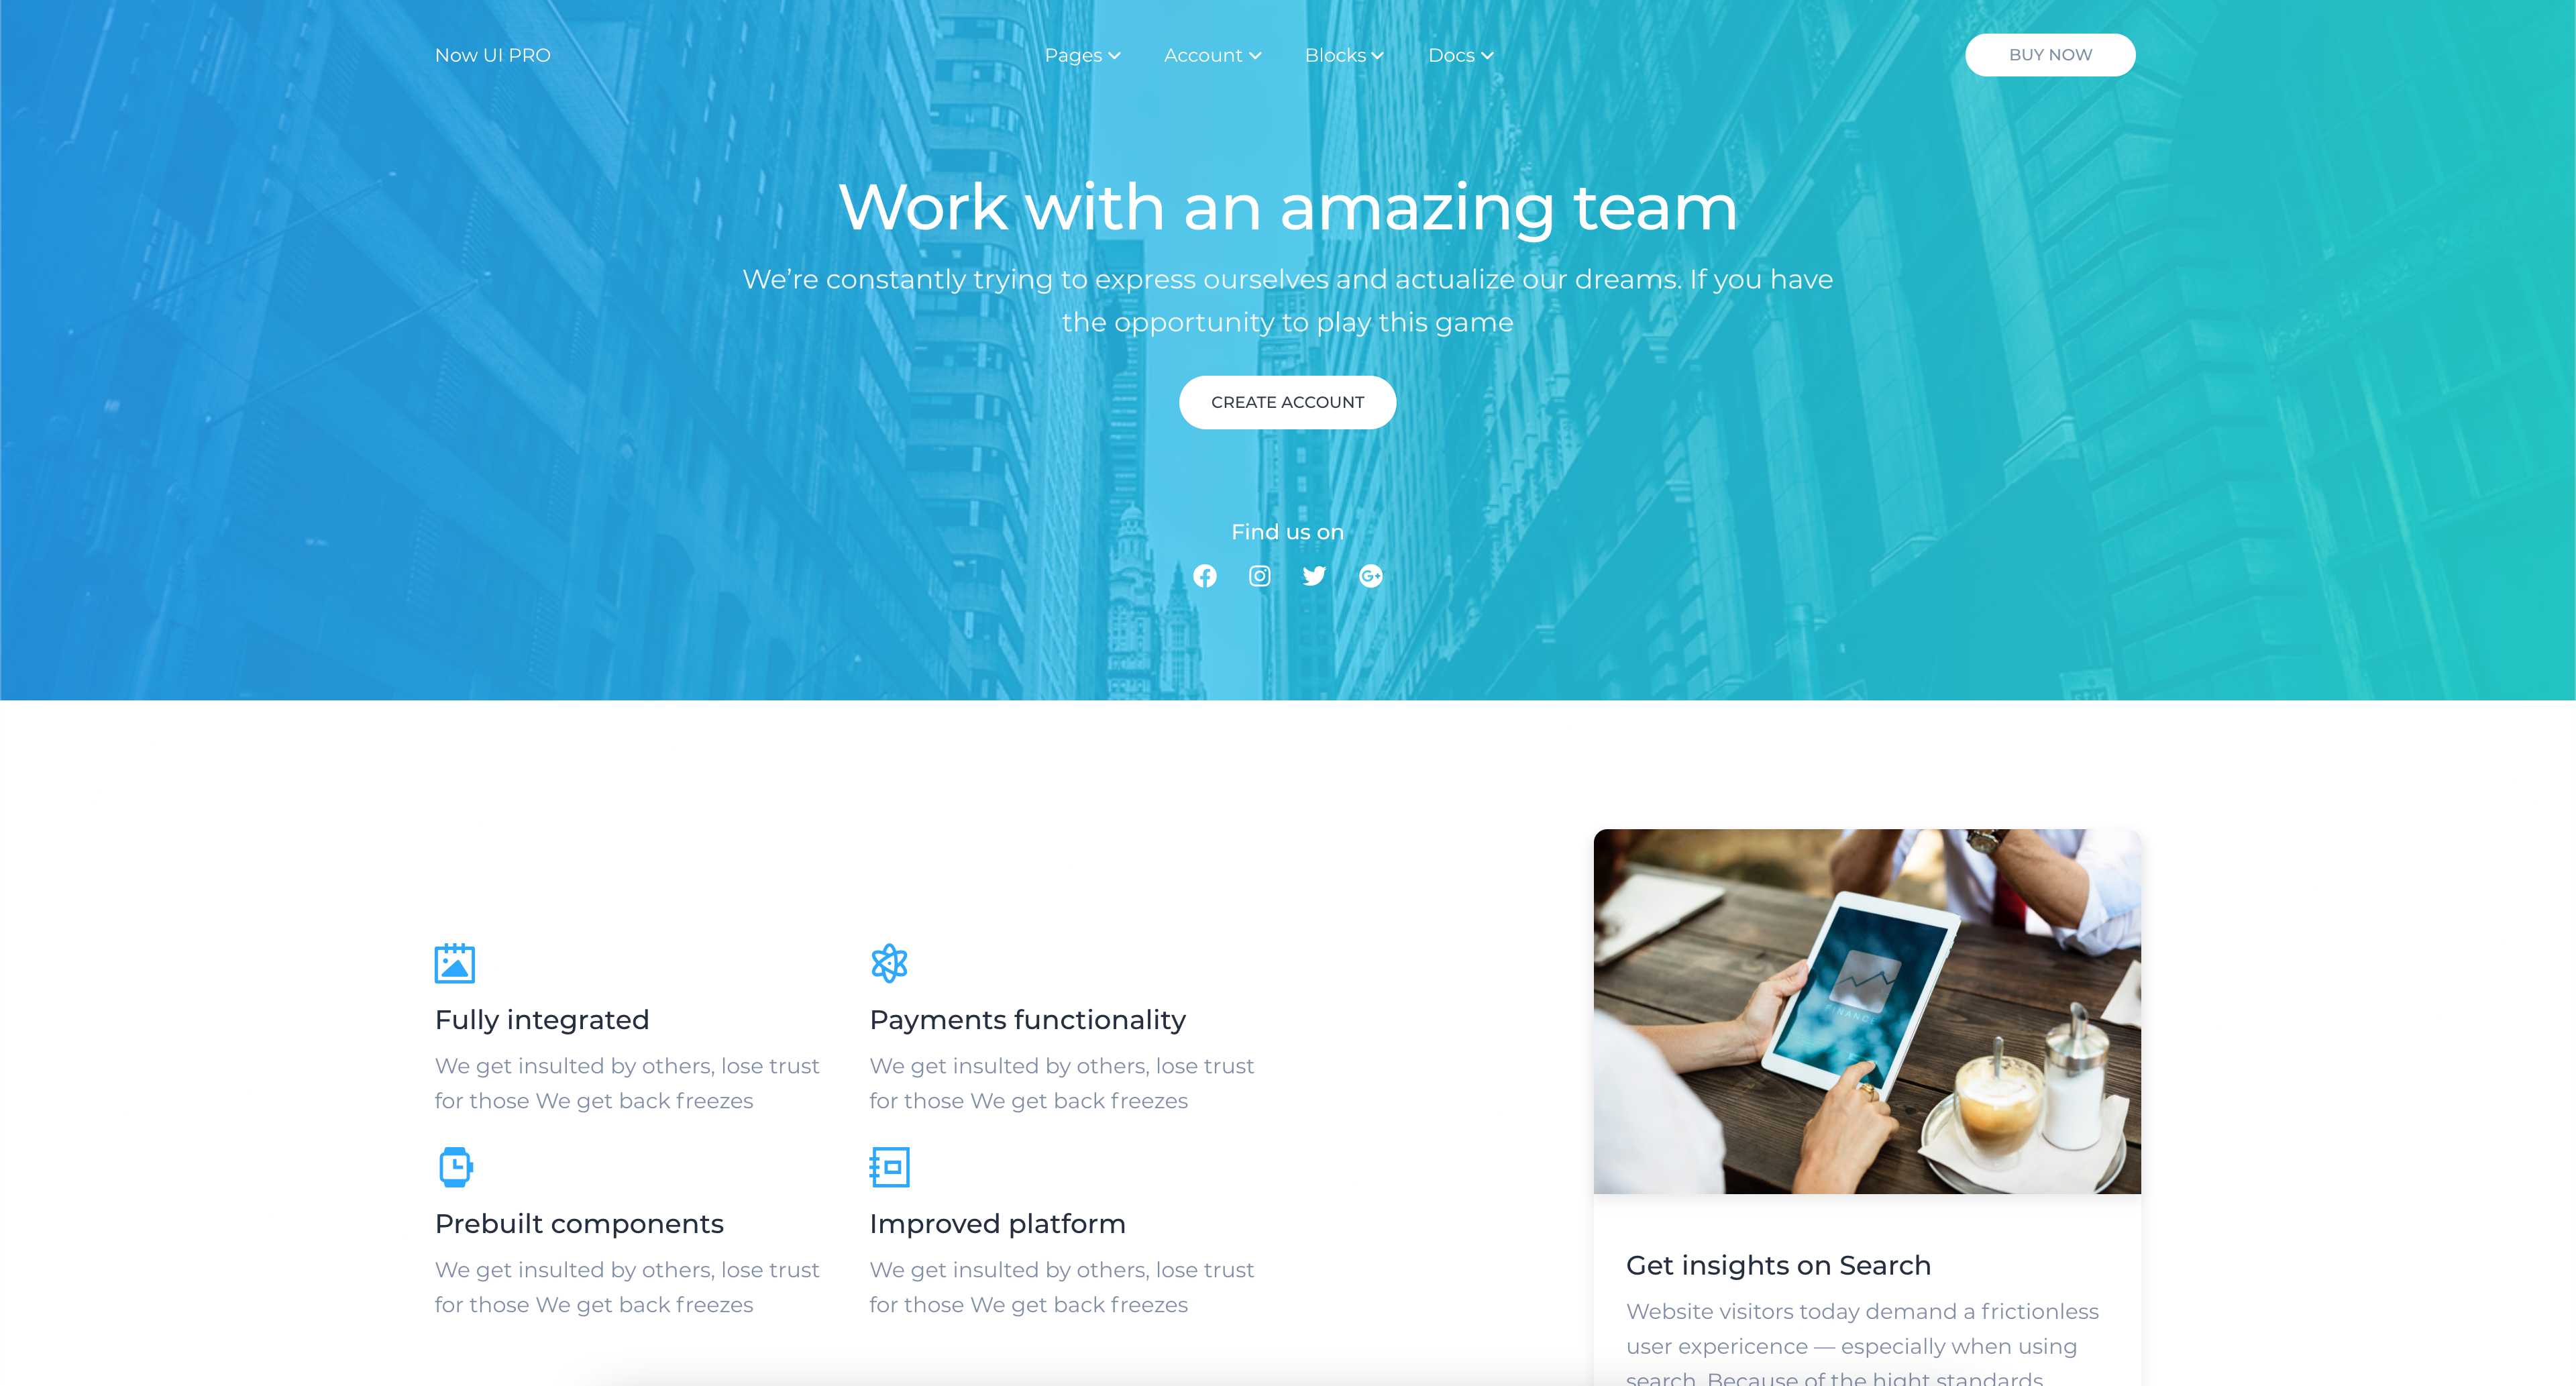 Now UI PRO
Pages
Account
Blocks
Docs
BUY NOW
Work with an amazing team
We’re constantly trying to express ourselves and actualize our dreams. If you have
the opportunity to play this game
CREATE ACCOUNT
Find us on
Fully integrated
We get insulted by others, lose trust
for those We get back freezes
Payments functionality
We get insulted by others, lose trust
for those We get back freezes
Prebuilt components
We get insulted by others, lose trust
for those We get back freezes
Improved platform
We get insulted by others, lose trust
for those We get back freezes
FINANCE
Get insights on Search
Website visitors today demand a frictionless
user expericence — especially when using
search. Because of the hight standards